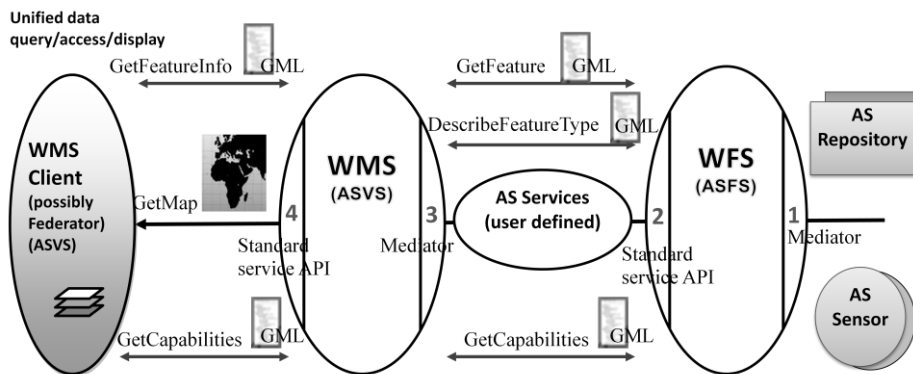 Unified data
query/access/display
GetFeatureInfo
GML
GetFeature
GML
DescribeFeatureType
GML
AS
Repository
WMS
Client
(possibly
Federator)
(ASVS)
GetMap
4
Standard
service API
WMS
(ASVS)
3
Mediator
AS Services
(user defined)
2
Standard
service API
WFS
(ASFS)
1
Mediator
AS
Sensor
GetCapabilities
GML
GetCapabilities
GML